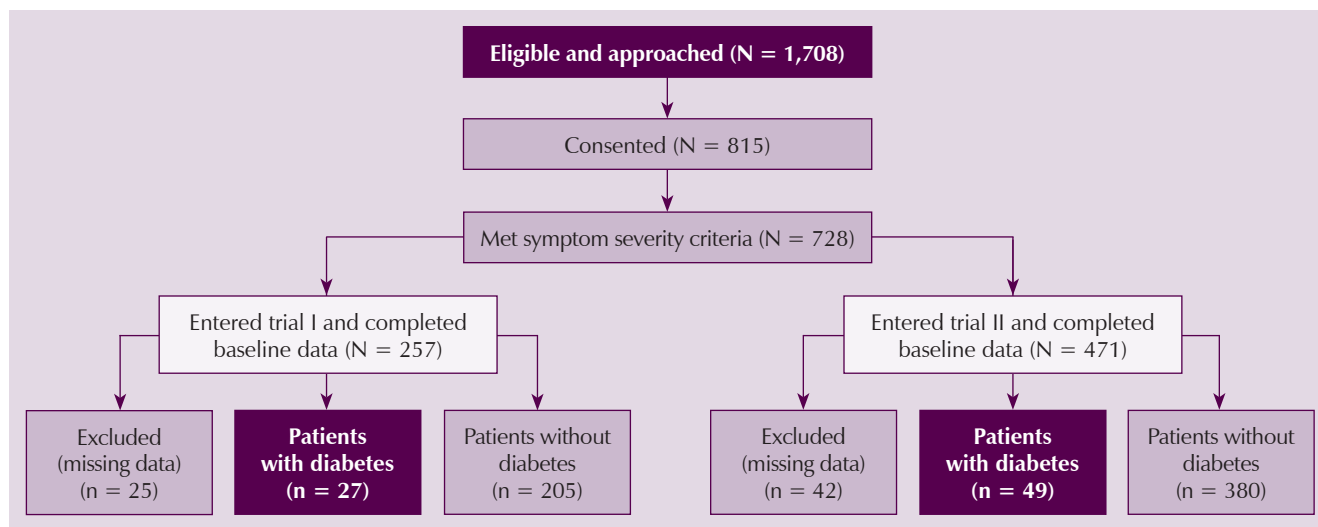 Eligible and approached (N = 1,708)
Consented (N = 815)
Met symptom severity criteria (N = 728)
Entered trial I and completed
baseline data (N = 257)
Entered trial II and completed
baseline data (N = 471)
Excluded
(missing data)
(n = 25)
Patients
with diabetes
(n = 27)
Patients without
diabetes
(n = 205)
Excluded
(missing data)
(n = 42)
Patients
with diabetes
(n = 49)
Patients without
diabetes
(n = 380)